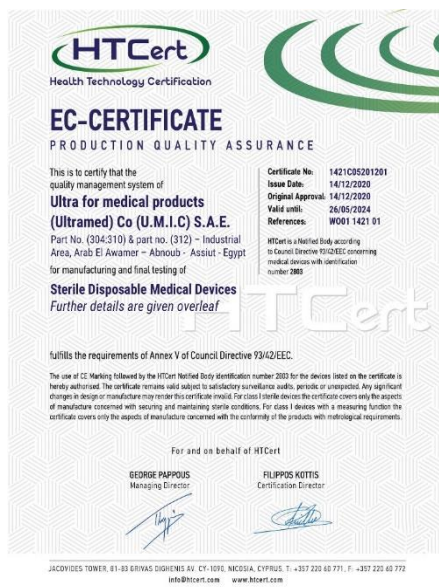 HTCert
Health Technology Certification
EC-CERTIFICATE
PRODUCTION QUALITY ASSURANCE
This is to certify that the
quality management system of
Ultra for medical products
(Ultramed) Co (U.M.I.C) S.A.E.
Part No. (304:310) & part no. (312) – Industrial
Area, Arab El Awamer – Abnoub - Assiut - Egypt
for manufacturing and final testing of
Sterile Disposable Medical Devices
Further details are given overleaf
Certificate No: 1421C05201201
Issue Date: 14/12/2020
Original Approval: 14/12/2020
Valid until: 26/05/2024
References: WO01 1421 01
HTCert is a Notified Body according
to Council Directive 93/42/EEC concerning
medical devices with identification
number 2803
HTCert
fulfills the requirements of Annex V of Council Directive 93/42/EEC.
The use of CE Marking followed by the HTCert Notified Body identification number 2803 for the devices listed on the certificate is
hereby authorised. The certificate remains valid subject to satisfactory surveillance audits, periodic or unexpected. Any significant
changes in design or manufacture may render this certificate invalid. For class I sterile devices the certificate covers only the aspects
of manufacture concerned with securing and maintaining sterile conditions. For class I devices with a measuring function the
certificate covers only the aspects of manufacture concerned with the conformity of the products with metrological requirements.
For and on behalf of HTCert
GEORGE PAPPOUS
Managing Director
FILIPPOS KOTTIS
Certification Director
JACOVIDES TOWER, 81-83 GRIVAS DIGHENIS AV. CY-1090, NICOSIA, CYPRUS, T: +357 220 60 771, F: +357 220 60 772
info@htcert.com www.htcert.com